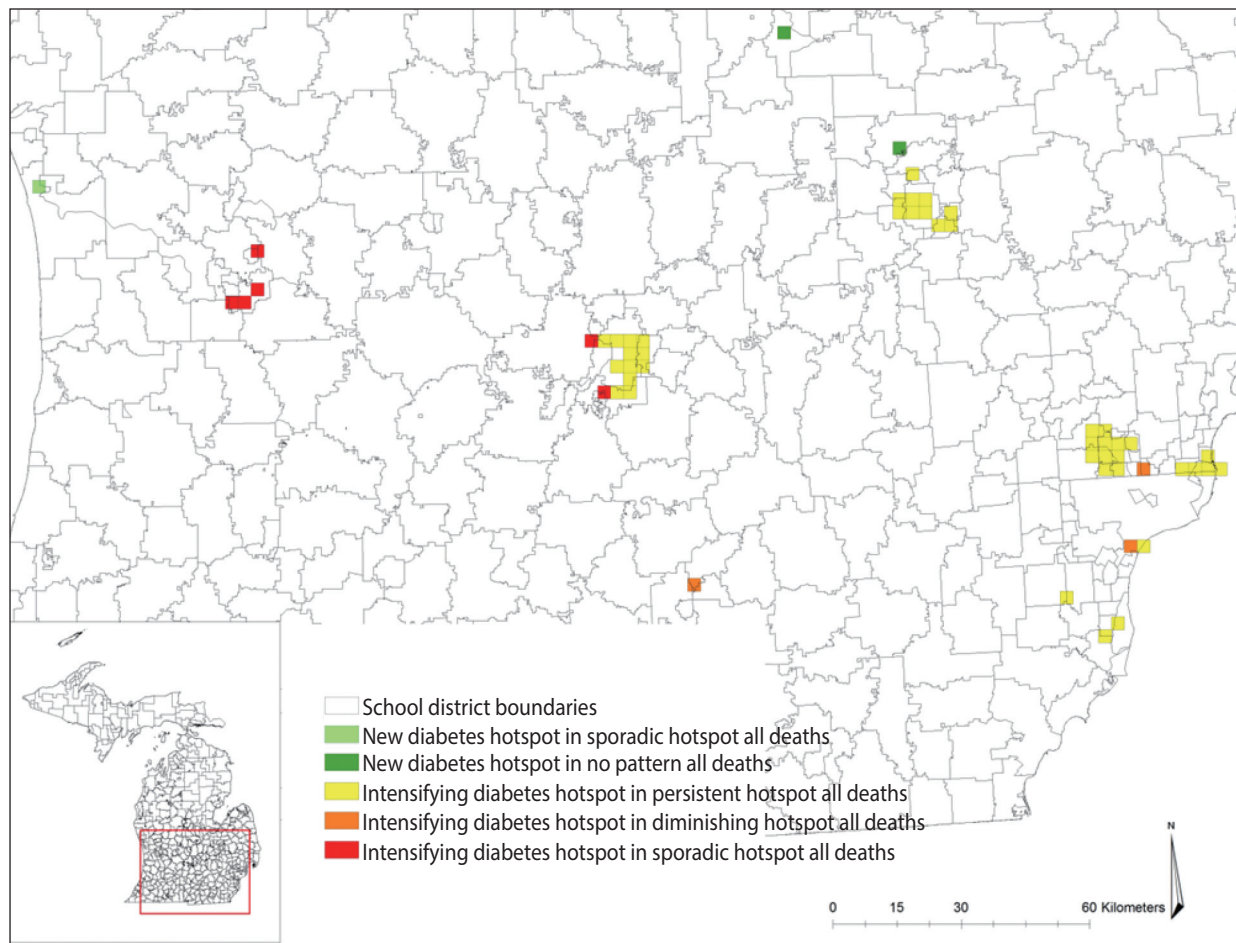 School district boundaries
New diabetes hotspot in sporadic hotspot all deaths
New diabetes hotspot in no pattern all deaths
Intensifying diabetes hotspot in persistent hotspot all deaths
Intensifying diabetes hotspot in diminishing hotspot all deaths
Intensifying diabetes hotspot in sporadic hotspot all deaths
N
0 15 30 60 Kilometers